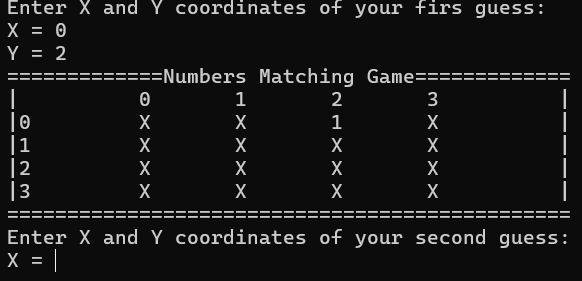 Enter X and Y coordinates of your firs guess:
X = 0
Y = 2
=============Numbers Matching Game=============
|          0       1       2       3          |
|0         X       X       1       X          |
|1         X       X       X       X          |
|2         X       X       X       X          |
|3         X       X       X       X          |
===============================================
Enter X and Y coordinates of your second guess:
X =